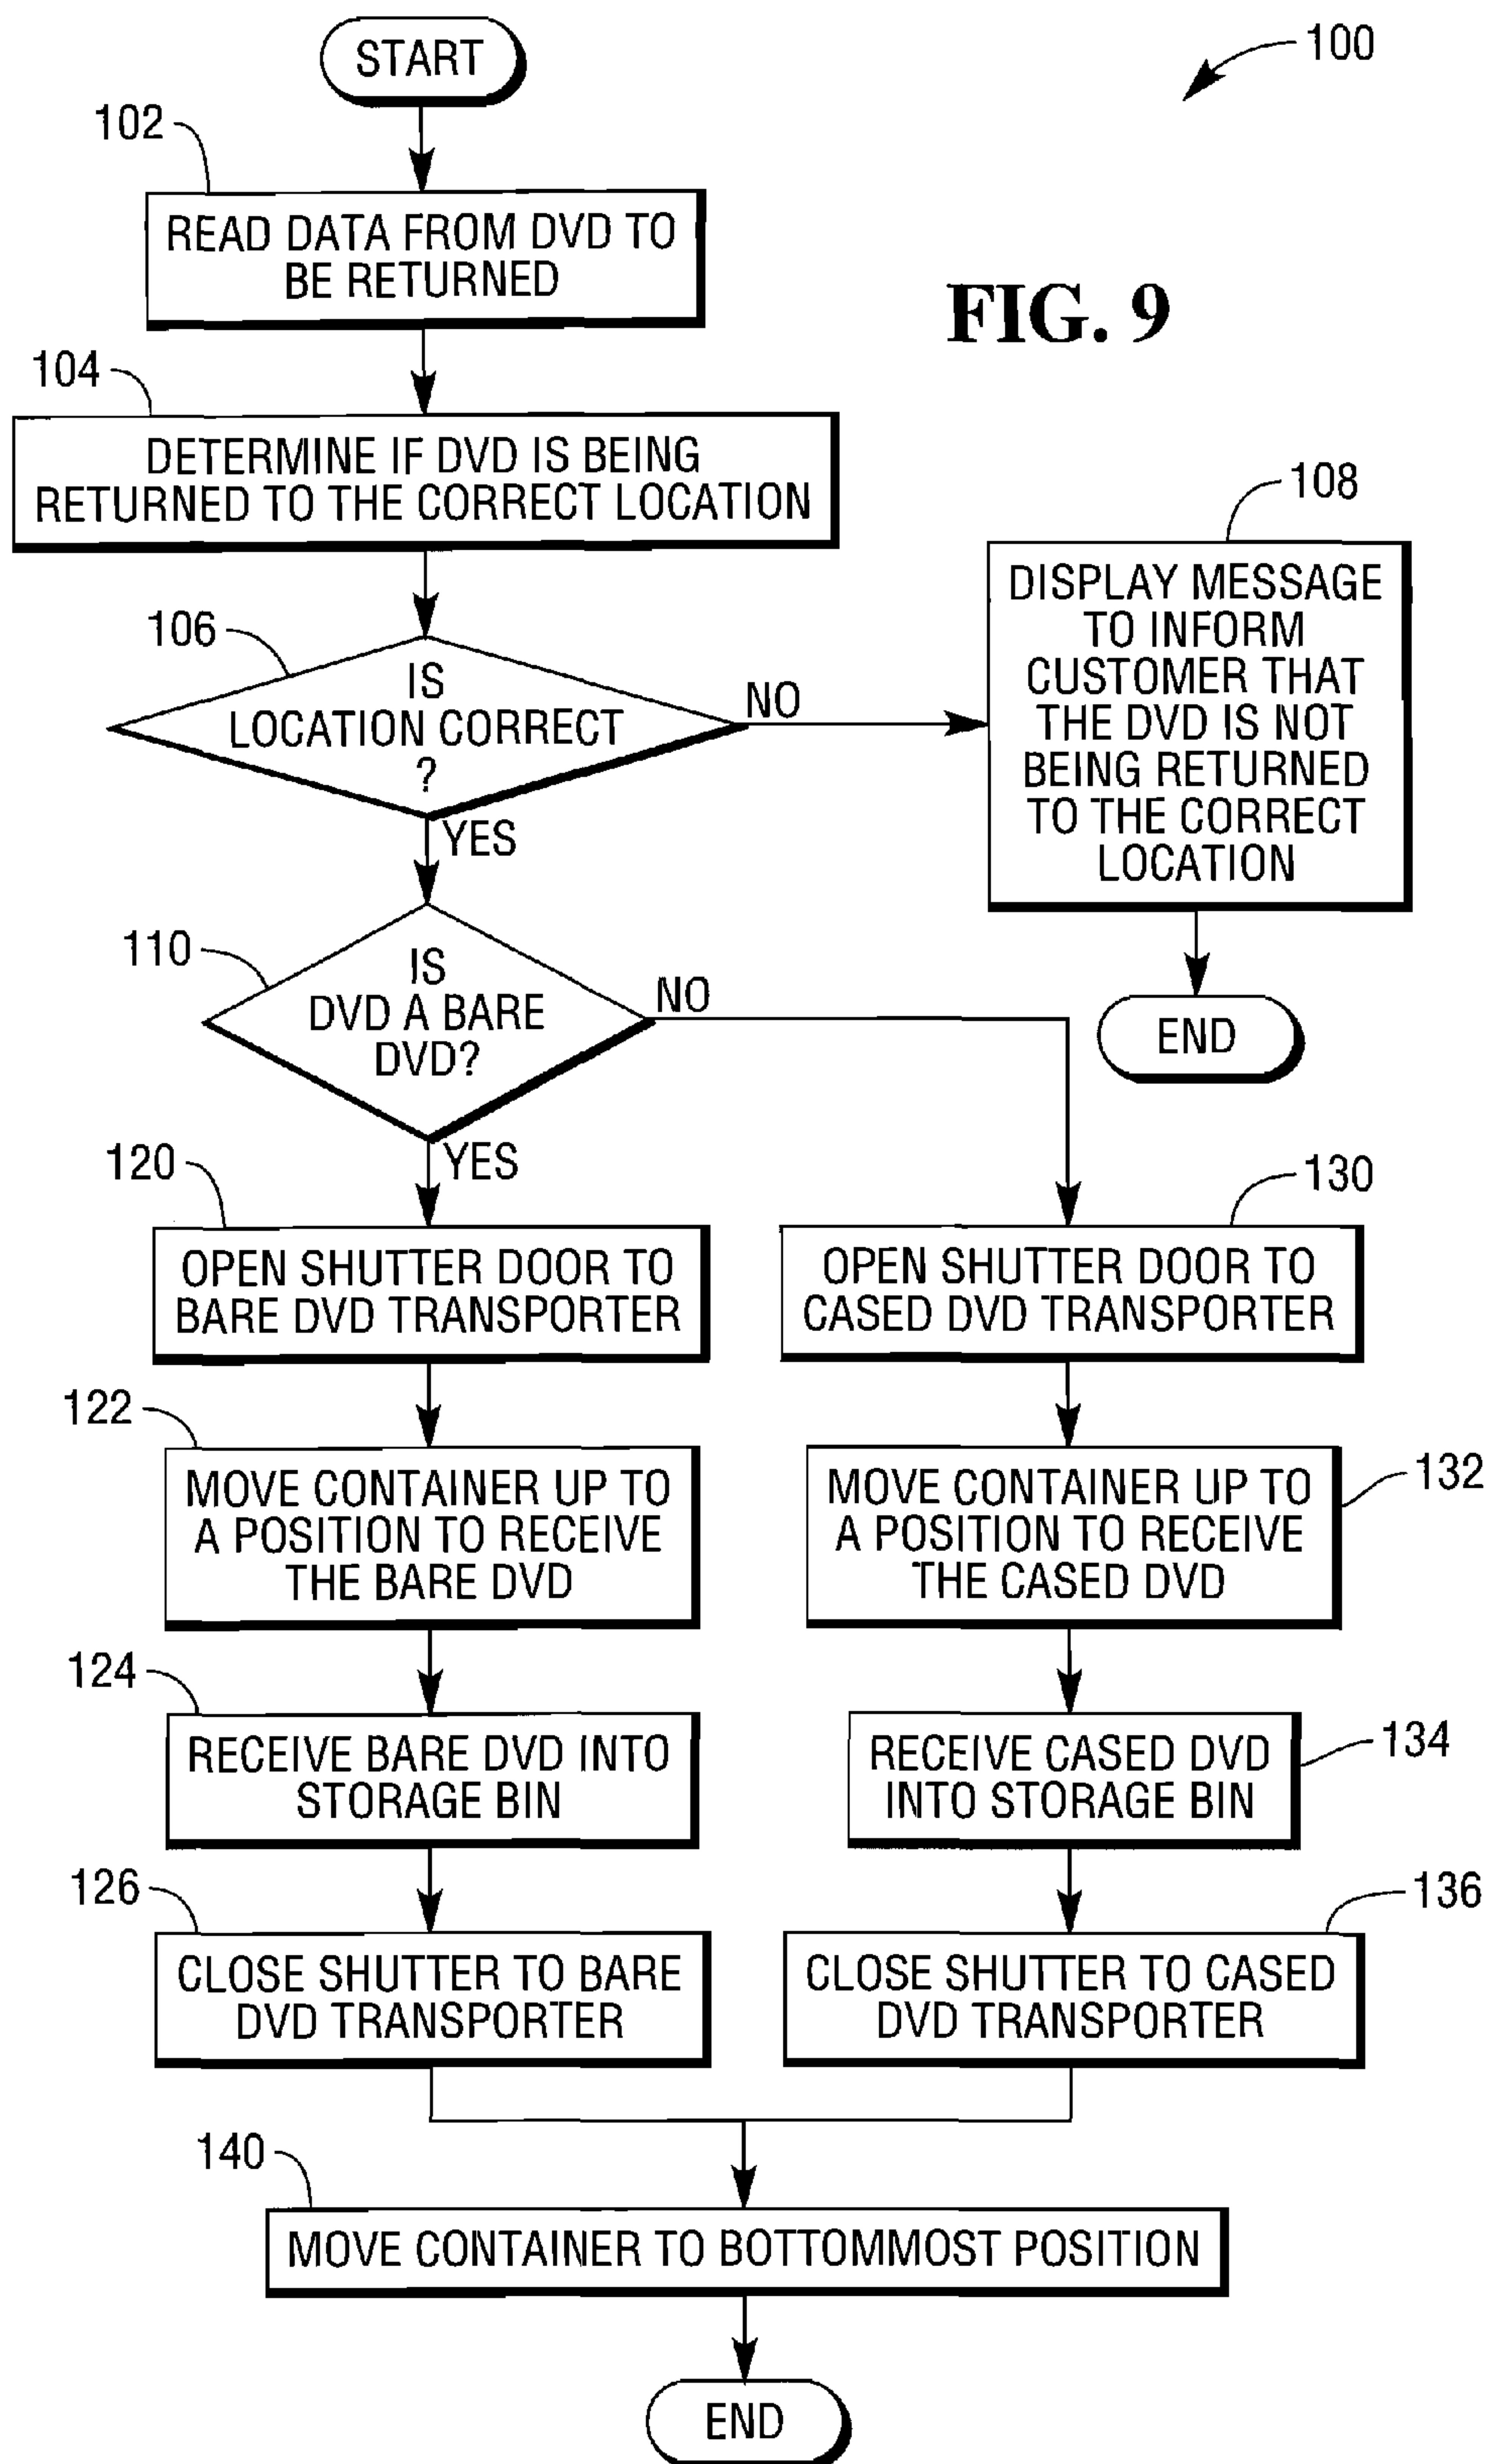 START
100
102
READ DATA FROM DVD TO
BE RETURNED
FIG. 9
104
DETERMINE IF DVD IS BEING
RETURNED TO THE CORRECT LOCATION
106
IS
LOCATION CORRECT
?
NO
YES
108
DISPLAY MESSAGE
TO INFORM
CUSTOMER THAT
THE DVD IS NOT
BEING RETURNED
TO THE CORRECT
LOCATION
END
110
IS
DVD A BARE
DVD?
NO
YES
120
OPEN SHUTTER DOOR TO
BARE DVD TRANSPORTER
130
OPEN SHUTTER DOOR TO
CASED DVD TRANSPORTER
122
MOVE CONTAINER UP TO
A POSITION TO RECEIVE
THE BARE DVD
132
MOVE CONTAINER UP TO
A POSITION TO RECEIVE
THE CASED DVD
124
RECEIVE BARE DVD INTO
STORAGE BIN
134
RECEIVE CASED DVD
INTO STORAGE BIN
126
CLOSE SHUTTER TO BARE
DVD TRANSPORTER
136
CLOSE SHUTTER TO CASED
DVD TRANSPORTER
140
MOVE CONTAINER TO BOTTOMMOST POSITION
END